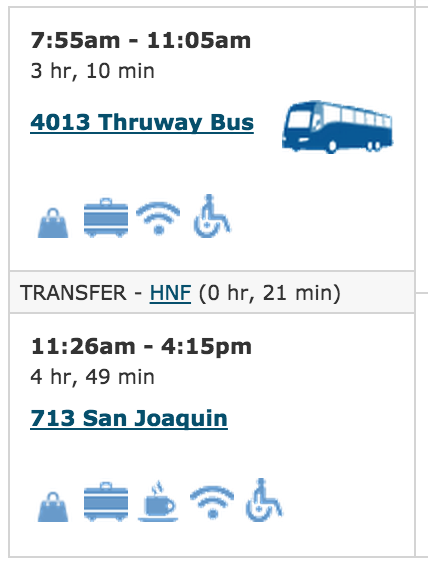 7:55am - 11:05am
3 hr, 10 min
4013 Thruway Bus
TRANSFER - HNF (0 hr, 21 min)
11:26am - 4:15pm
4 hr, 49 min
713 San Joaquin